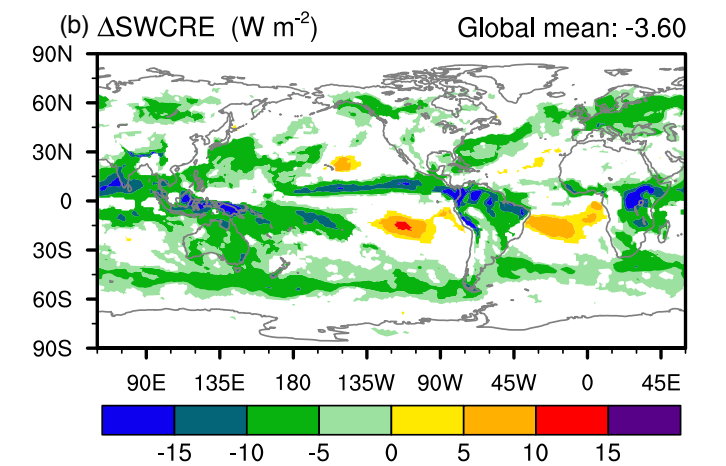 (b) ΔSWCRE (W m⁻²) Global mean: -3.60
90N
60N
30N
0
30S
60S
90S
90E 135E 180 135W 90W 45W 0 45E
-15 -10 -5 0 5 10 15